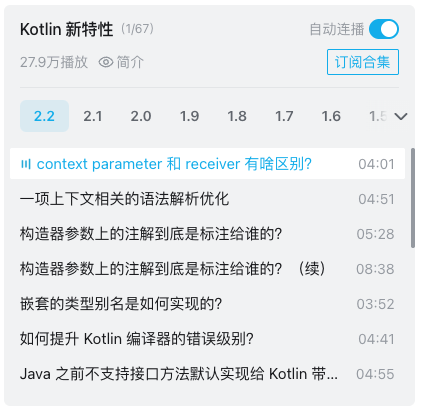 Kotlin 新特性 (1/67) 自动连播
27.9万播放 简介 订阅合集
2.2 2.1 2.0 1.9 1.8 1.7 1.6 1.5
context parameter 和 receiver 有啥区别? 04:01
一项上下文相关的语法解析优化 04:51
构造器参数上的注解到底是标注给谁的? 05:28
构造器参数上的注解到底是标注给谁的? (续) 08:38
嵌套的类型别名是如何实现的? 03:52
如何提升 Kotlin 编译器的错误级别? 04:41
Java 之前不支持接口方法默认实现给 Kotlin 带... 04:55